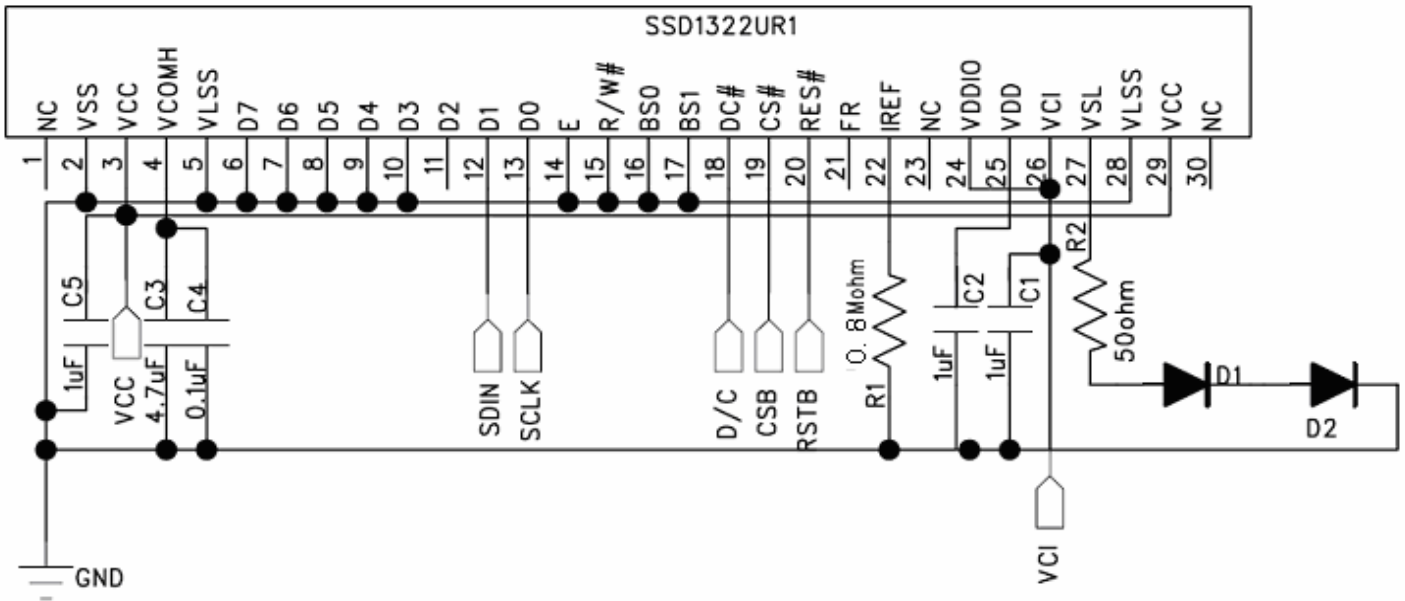 SSD1322UR1
NC
VSS
VCC
VCOMH
VLSS
D7
D6
D5
D4
D3
D2
D1
D0
E
R/W#
BS0
BS1
DC#
CS#
RES#
FR
IREF
NC
VDDIO
VDD
VCI
VSL
VLSS
VCC
NC
1
2
3
4
5
6
7
8
9
10
11
12
13
14
15
16
17
18
19
20
21
22
23
24
25
26
27
28
29
30
C5
1uF
VCC
C3
4.7uF
C4
0.1uF
SDIN
SCLK
D/C
CSB
RSTB
0.8Mohm
R1
C2
1uF
C1
1uF
R2
50ohm
D1
D2
VCI
GND